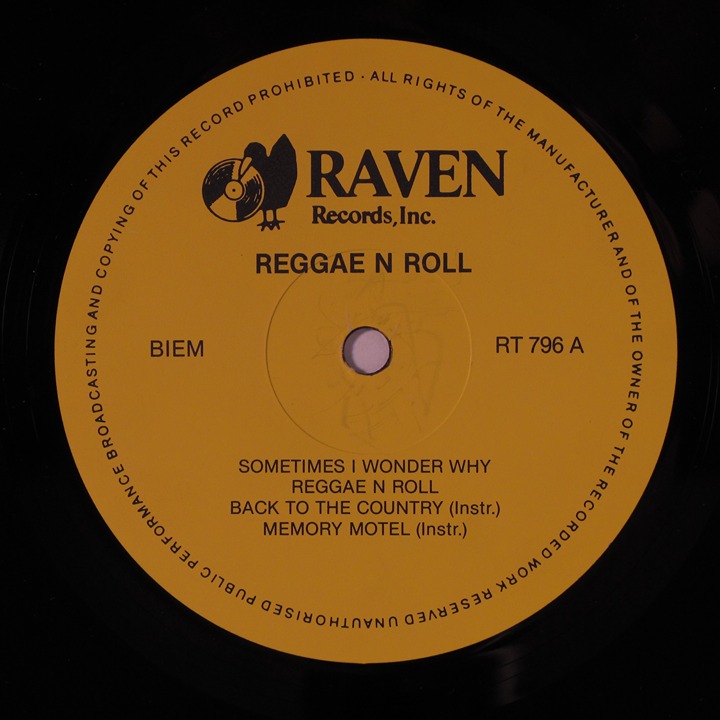 ALL RIGHTS OF THE MANUFACTURER AND OF THE OWNER OF THE RECORDED WORK RESERVED UNAUTHORISED PUBLIC PERFORMANCE BROADCASTING AND COPYING OF THIS RECORD PROHIBITED ·
RAVEN
Records, Inc.
REGGAE N ROLL
BIEM
RT 796 A
SOMETIMES I WONDER WHY
REGGAE N ROLL
BACK TO THE COUNTRY (Instr.)
MEMORY MOTEL (Instr.)